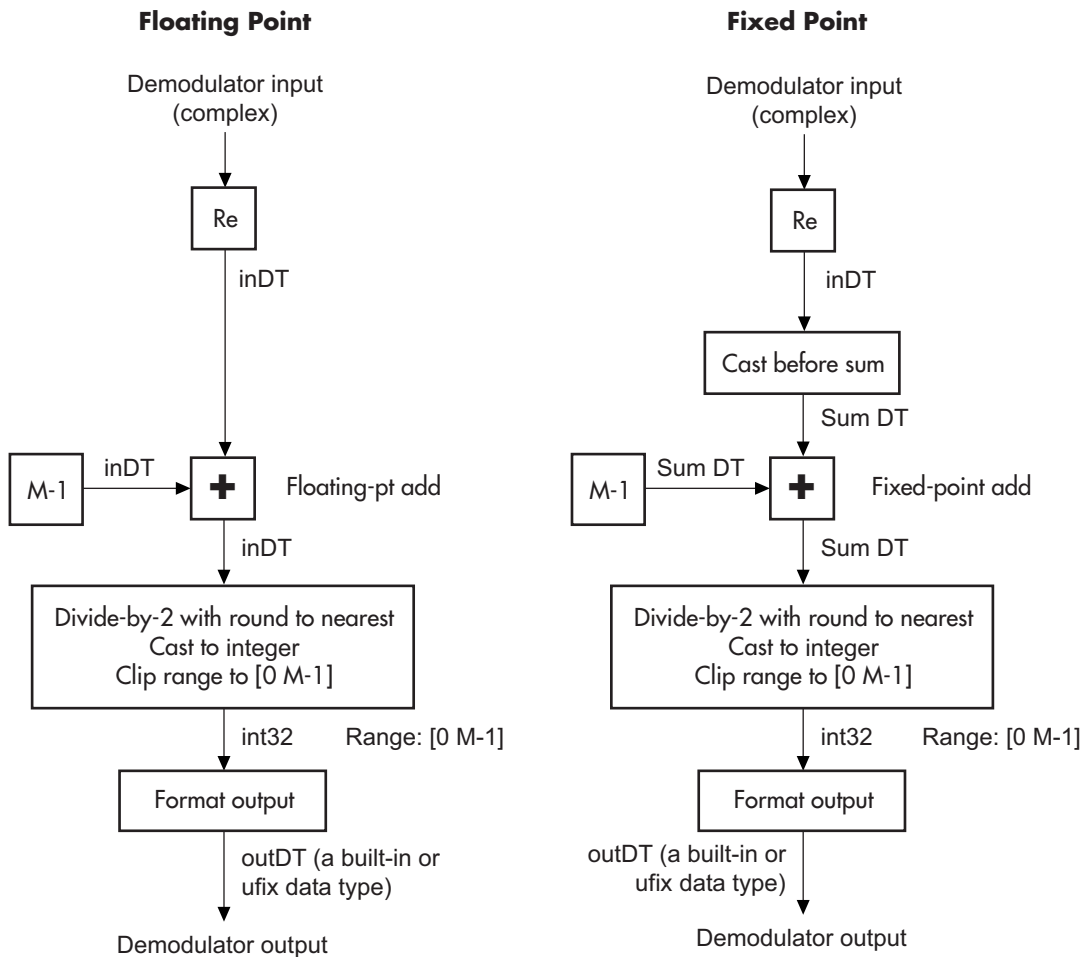 Floating Point
Demodulator input
(complex)
Re
inDT
M-1
inDT
+
Floating-pt add
inDT
Divide-by-2 with round to nearest
Cast to integer
Clip range to [0 M-1]
int32
Range: [0 M-1]
Format output
outDT (a built-in or
ufix data type)
Demodulator output
Fixed Point
Demodulator input
(complex)
Re
inDT
Cast before sum
Sum DT
M-1
Sum DT
+
Fixed-point add
Sum DT
Divide-by-2 with round to nearest
Cast to integer
Clip range to [0 M-1]
int32
Range: [0 M-1]
Format output
outDT (a built-in or
ufix data type)
Demodulator output